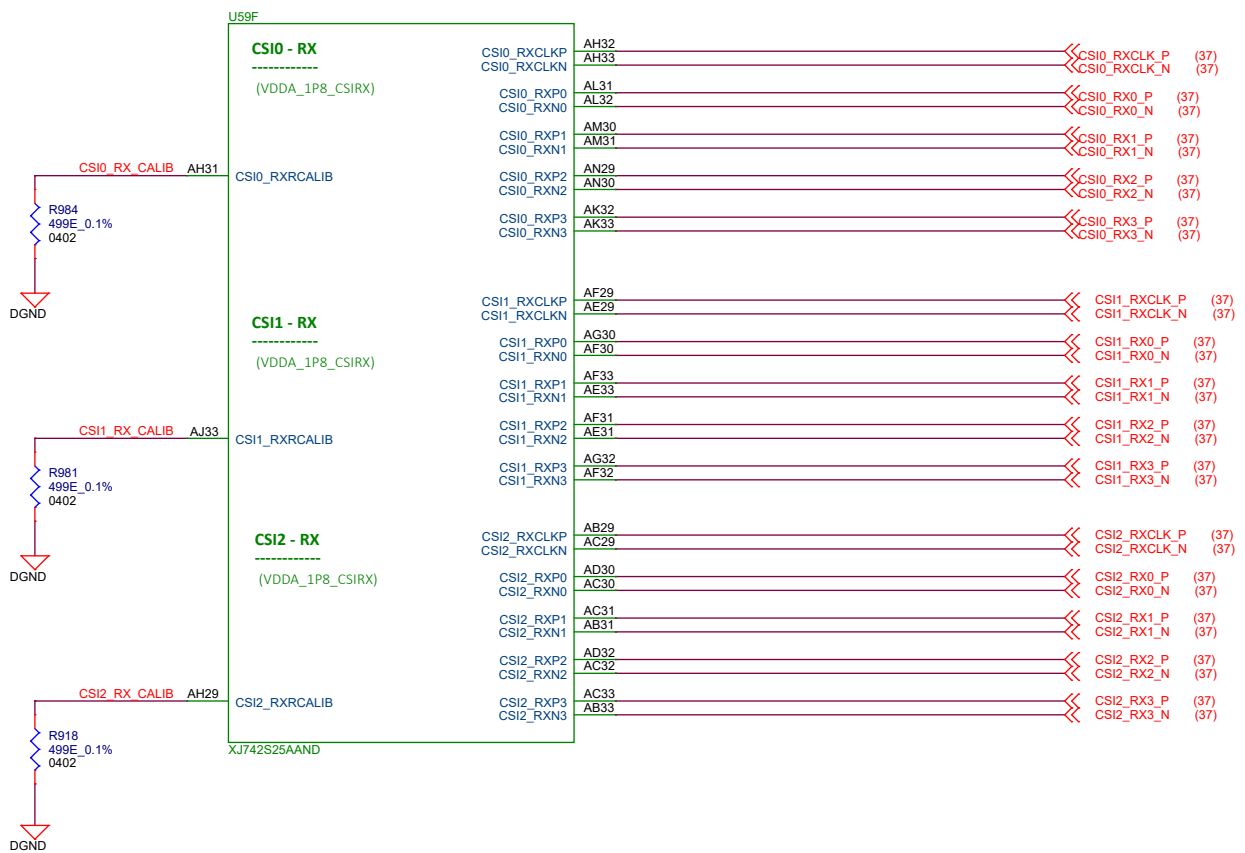 U59F
CSI0 - RX
------------
(VDDA_1P8_CSIRX)
CSI0_RXCLKP AH32 CSI0_RXCLK_P (37)
CSI0_RXCLKN AH33 CSI0_RXCLK_N (37)
CSI0_RXP0 AL31 CSI0_RX0_P (37)
CSI0_RXN0 AL32 CSI0_RX0_N (37)
CSI0_RXP1 AM30 CSI0_RX1_P (37)
CSI0_RXN1 AM31 CSI0_RX1_N (37)
CSI0_RX_CALIB AH31 CSI0_RXRCALIB
CSI0_RXP2 AN29 CSI0_RX2_P (37)
CSI0_RXN2 AN30 CSI0_RX2_N (37)
R984
499E_0.1%
0402
CSI0_RXP3 AK32 CSI0_RX3_P (37)
CSI0_RXN3 AK33 CSI0_RX3_N (37)
DGND
CSI1 - RX
------------
(VDDA_1P8_CSIRX)
CSI1_RXCLKP AF29 CSI1_RXCLK_P (37)
CSI1_RXCLKN AE29 CSI1_RXCLK_N (37)
CSI1_RXP0 AG30 CSI1_RX0_P (37)
CSI1_RXN0 AF30 CSI1_RX0_N (37)
CSI1_RXP1 AF33 CSI1_RX1_P (37)
CSI1_RXN1 AE33 CSI1_RX1_N (37)
CSI1_RXP2 AF31 CSI1_RX2_P (37)
CSI1_RX_CALIB AJ33 CSI1_RXRCALIB
CSI1_RXN2 AE31 CSI1_RX2_N (37)
CSI1_RXP3 AG32 CSI1_RX3_P (37)
CSI1_RXN3 AF32 CSI1_RX3_N (37)
R981
499E_0.1%
0402
DGND
CSI2 - RX
------------
(VDDA_1P8_CSIRX)
CSI2_RXCLKP AB29 CSI2_RXCLK_P (37)
CSI2_RXCLKN AC29 CSI2_RXCLK_N (37)
CSI2_RXP0 AD30 CSI2_RX0_P (37)
CSI2_RXN0 AC30 CSI2_RX0_N (37)
CSI2_RXP1 AC31 CSI2_RX1_P (37)
CSI2_RXN1 AB31 CSI2_RX1_N (37)
CSI2_RXP2 AD32 CSI2_RX2_P (37)
CSI2_RXN2 AC32 CSI2_RX2_N (37)
CSI2_RX_CALIB AH29 CSI2_RXRCALIB
CSI2_RXP3 AC33 CSI2_RX3_P (37)
CSI2_RXN3 AB33 CSI2_RX3_N (37)
R918
499E_0.1%
0402
XJ742S25AAND
DGND